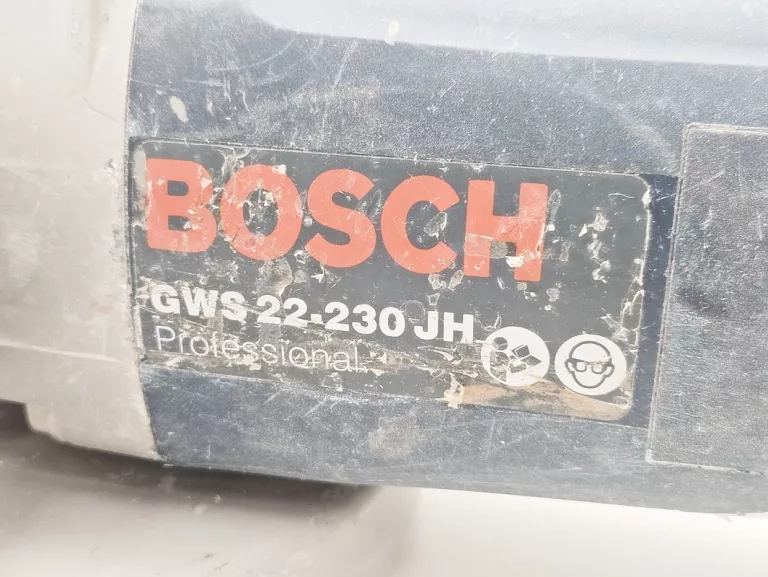 BOSCH
GWS 22-230 JH
Professional